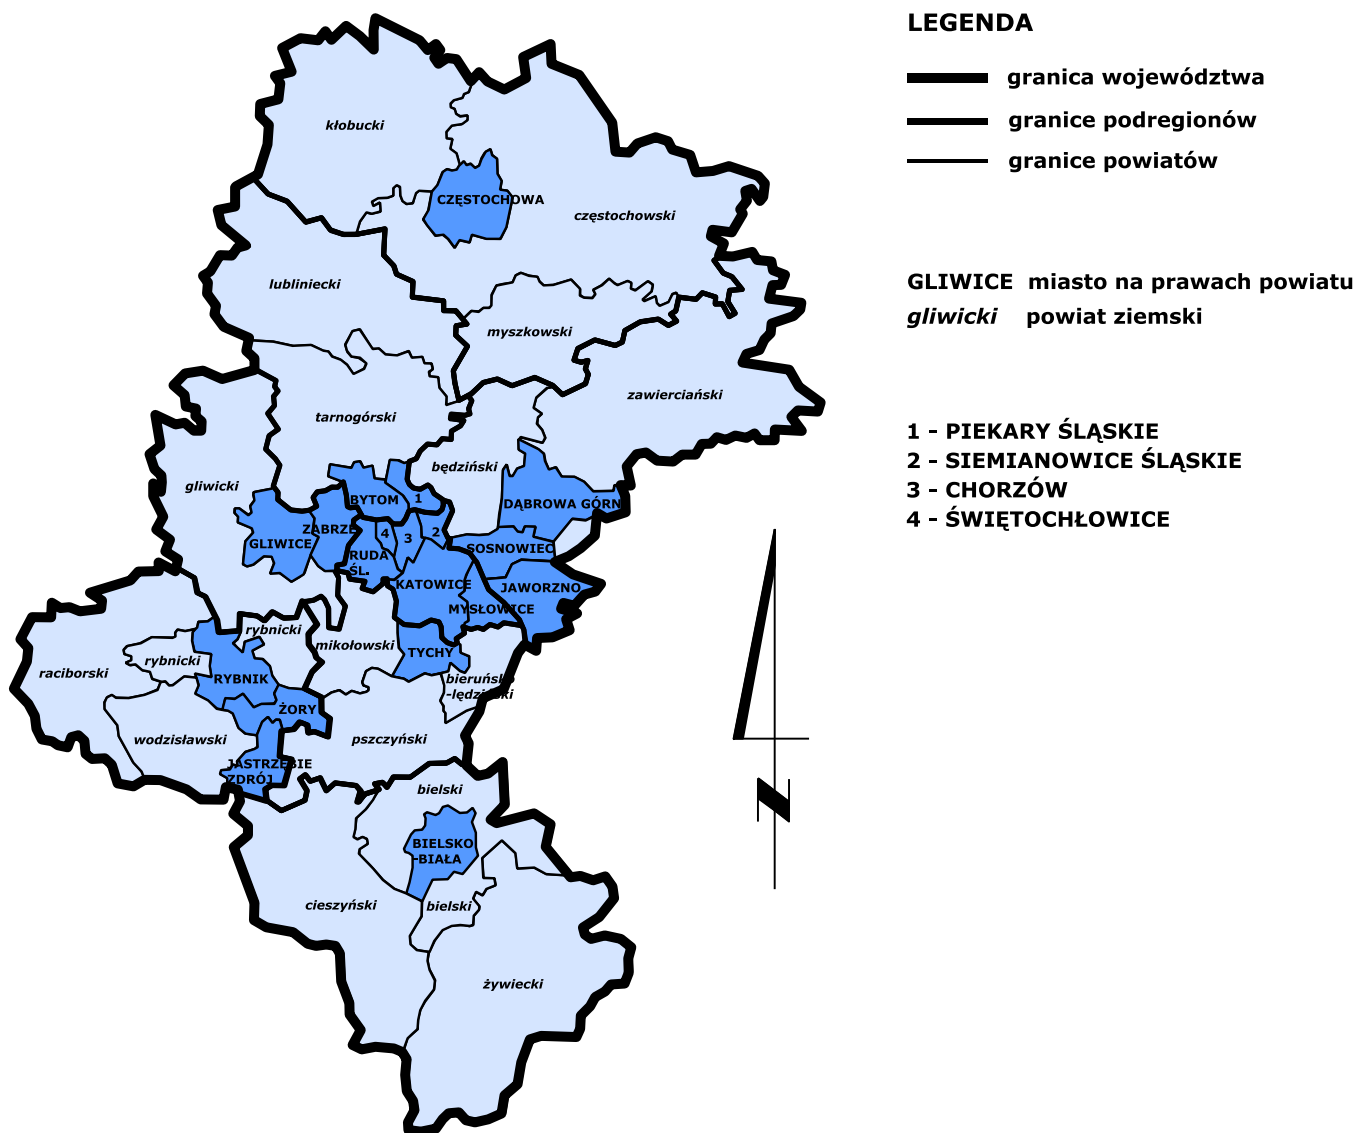 LEGENDA
granica województwa
granice podregionów
granice powiatów
GLIWICE miasto na prawach powiatu
gliwicki powiat ziemski
1 - PIEKARY ŚLĄSKIE
2 - SIEMIANOWICE ŚLĄSKIE
3 - CHORZÓW
4 - ŚWIĘTOCHŁOWICE
kłobucki
CZĘSTOCHOWA
częstochowski
lubliniecki
myszkowski
zawierciański
tarnogórski
będziński
gliwicki
BYTOM
1
DĄBROWA GÓRN
ZABRZE
GLIWICE
4
3
2
SOSNOWIEC
RUDA
ŚL.
KATOWICE
JAWORZNO
MYSŁOWICE
rybnicki
mikołowski
TYCHY
rybnicki
raciborski
RYBNIK
bieruńsko
-lędziński
ŻORY
wodzisławski
pszczyński
JASTRZĘBIE
ZDRÓJ
bielski
BIELSKO
-BIAŁA
cieszyński
bielski
żywiecki
N